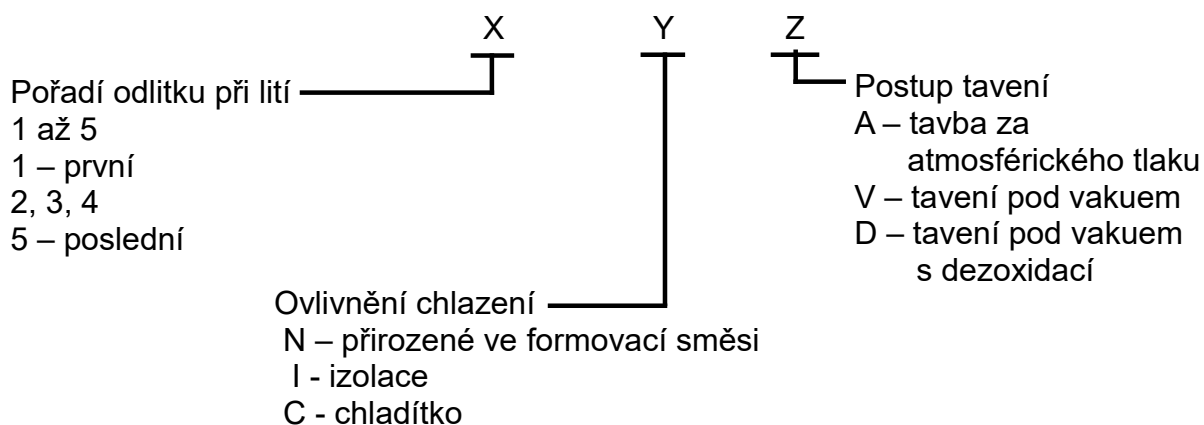 X Y Z
Pořadí odlitku při lití
1 až 5
1 – první
2, 3, 4
5 – poslední
Postup tavení
A – tavba za
atmosférického tlaku
V – tavení pod vakuem
D – tavení pod vakuem
s dezoxidací
Ovlivnění chlazení
N – přirozené ve formovací směsi
I - izolace
C - chladítko